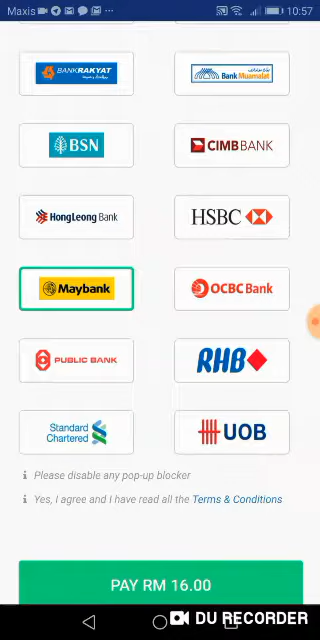 Maxis
10:57
BANK RAKYAT
Bank Muamalat
BSN
CIMB BANK
HongLeong Bank
HSBC
Maybank
OCBC Bank
PUBLIC BANK
RHB
Standard
Chartered
UOB
Please disable any pop-up blocker
Yes, I agree and I have read all the Terms & Conditions
PAY RM 16.00
DU RECORDER